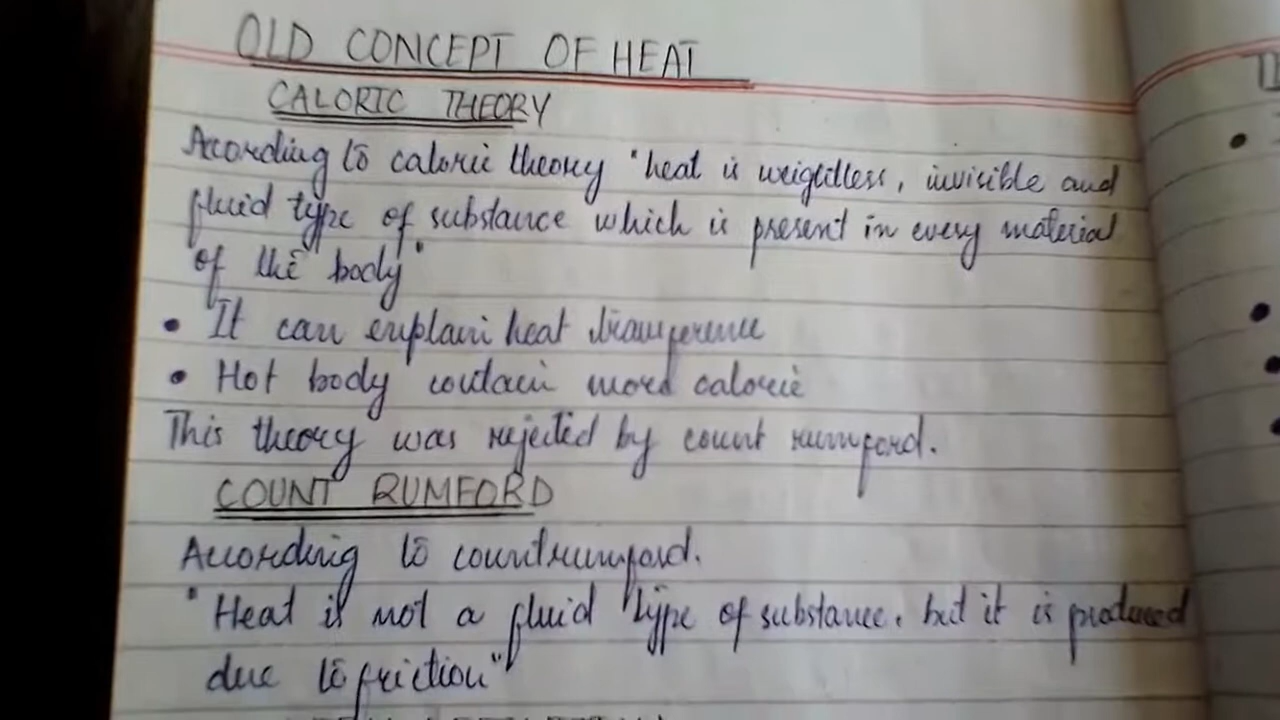 OLD CONCEPT OF HEAT
CALORIC THEORY
According to caloric theory "heat is weightless, invisible and
fluid type of substance which is present in every material
of the body"
• It can explain heat transference
• Hot body contain more caloric
This theory was rejected by count rumford.
COUNT RUMFORD
According to countrumford.
"Heat is not a fluid type of substance. but it is produced
due to friction"